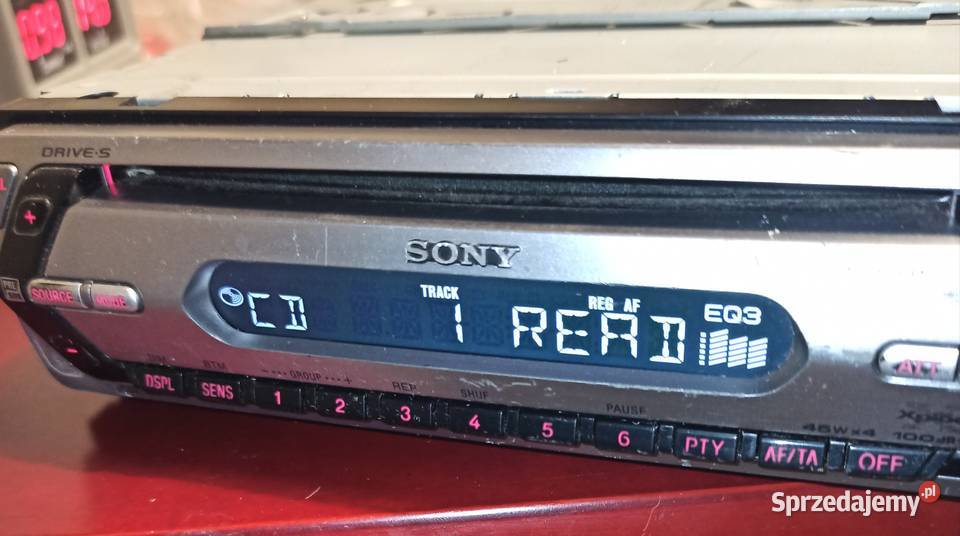 DRIVE·S
SONY
+
SOURCE MODE
-
CD TRACK 1 REG AF READ EQ3
ATT
BTM -····GROUP····+ REP SHUF PAUSE 45W×4
DSPL SENS 1 2 3 4 5 6 PTY AF/TA OFF
Sprzedajemy.pl